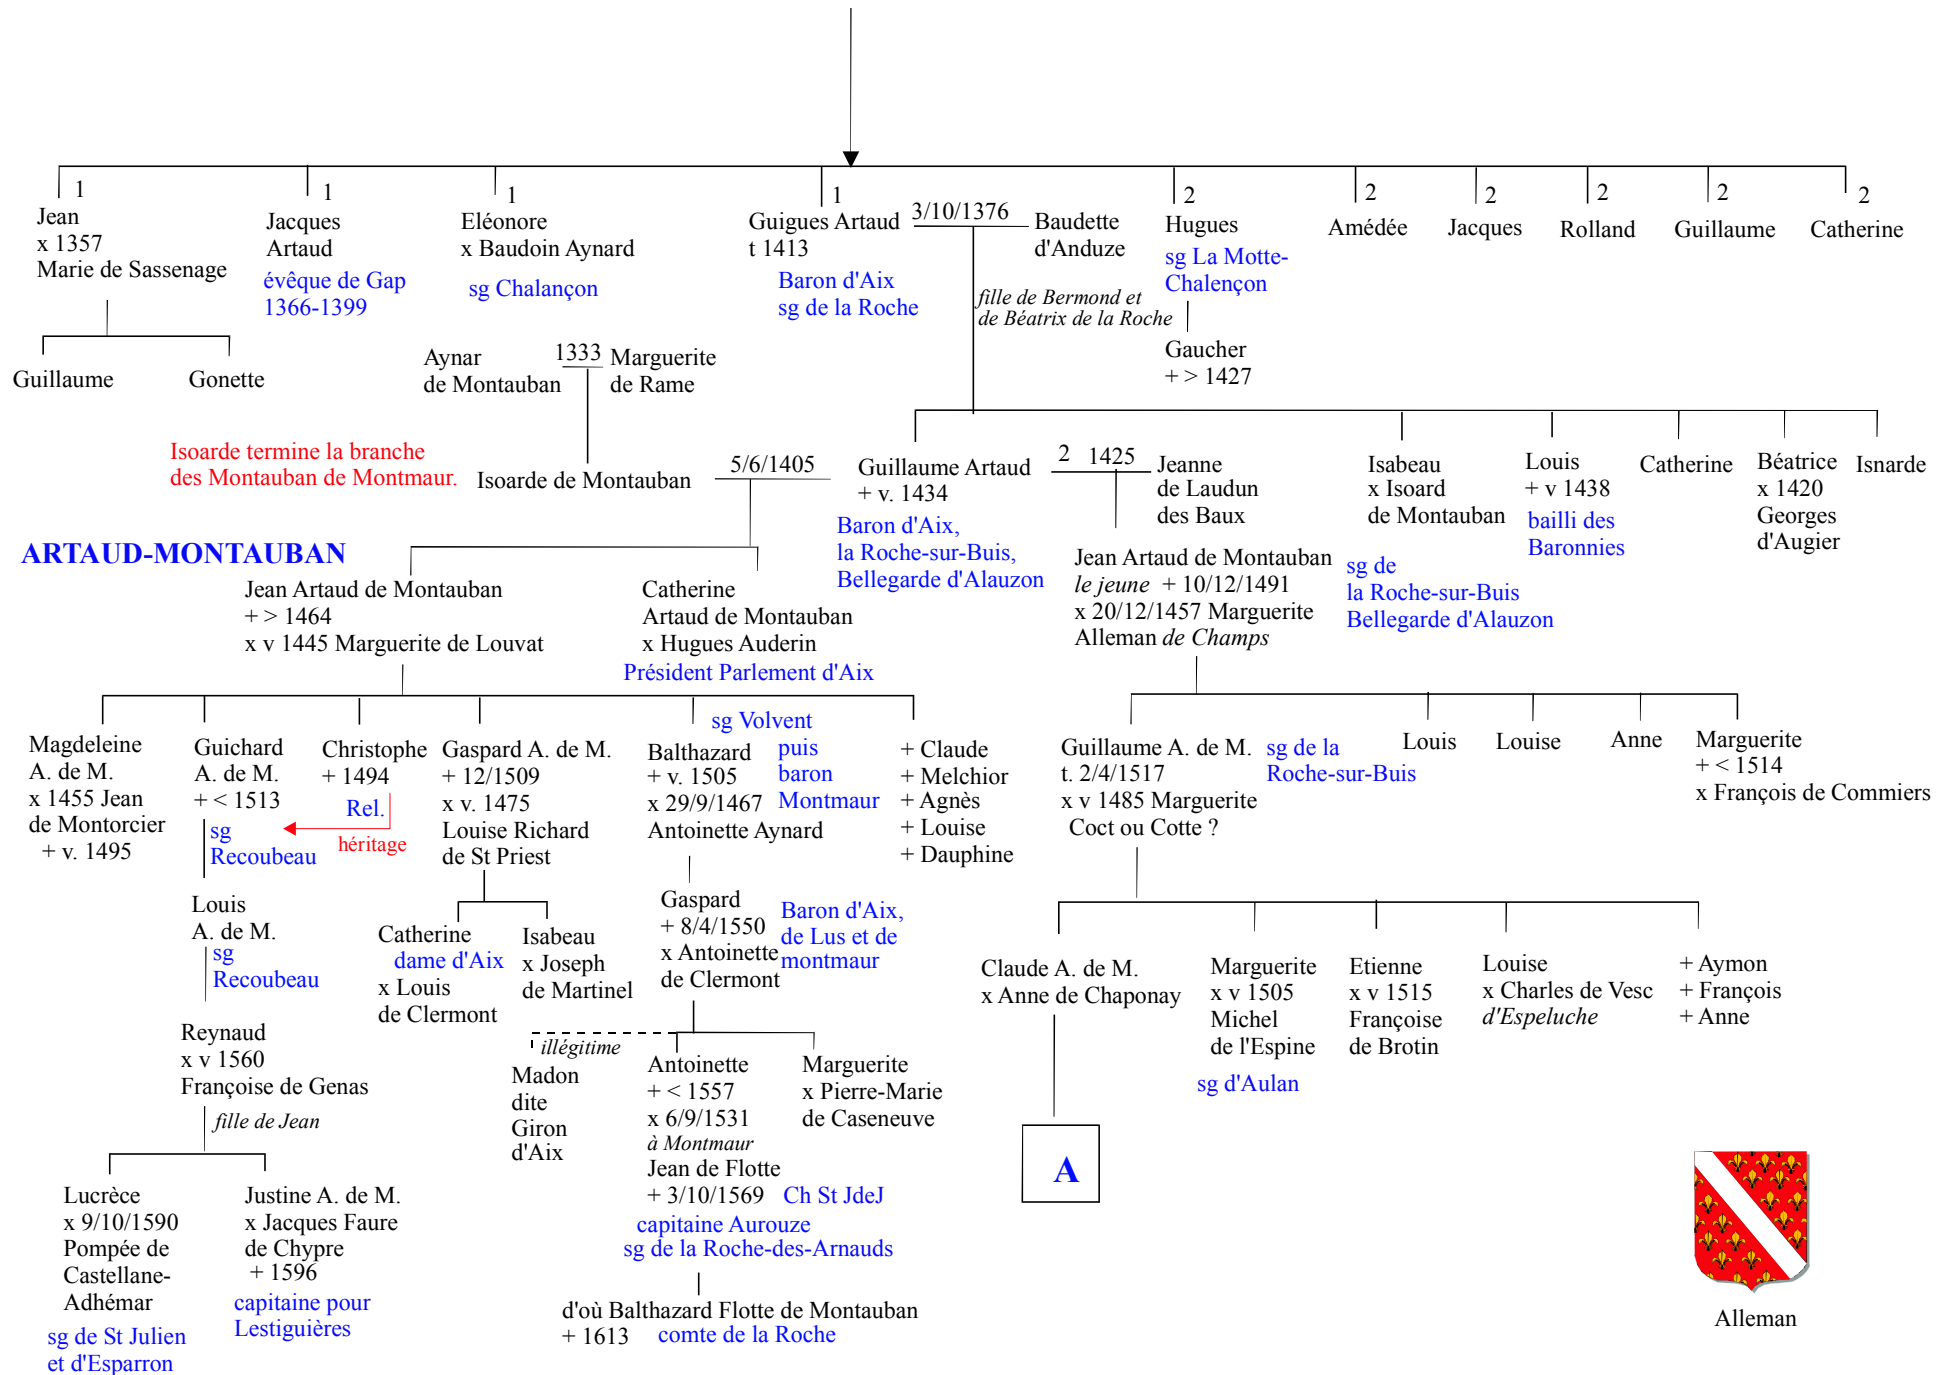 1
Jean
x 1357
Marie de Sassenage
1
Jacques
Artaud
évêque de Gap
1366-1399
1
Eléonore
x Baudoin Aynard
sg Chalançon
1
Guigues Artaud
t 1413
Baron d'Aix
sg de la Roche
3/10/1376
Baudette
d'Anduze
fille de Bermond et
de Béatrix de la Roche
2
Hugues
sg La Motte-
Chalençon
2
Amédée
2
Jacques
2
Rolland
2
Guillaume
2
Catherine
Guillaume
Gonette
Aynar
de Montauban
1333
Marguerite
de Rame
Gaucher
+ > 1427
Isoarde termine la branche
des Montauban de Montmaur.
Isoarde de Montauban
5/6/1405
Guillaume Artaud
+ v. 1434
Baron d'Aix,
la Roche-sur-Buis,
Bellegarde d'Alauzon
2 1425
Jeanne
de Laudun
des Baux
Isabeau
x Isoard
de Montauban
sg de
la Roche-sur-Buis
Bellegarde d'Alauzon
Louis
+ v 1438
bailli des
Baronnies
Catherine
Béatrice
x 1420
Georges
d'Augier
Isnarde
ARTAUD-MONTAUBAN
Jean Artaud de Montauban
+ > 1464
x v 1445 Marguerite de Louvat
Catherine
Artaud de Montauban
x Hugues Auderin
Président Parlement d'Aix
Jean Artaud de Montauban
le jeune + 10/12/1491
x 20/12/1457 Marguerite
Alleman de Champs
Magdeleine
A. de M.
x 1455 Jean
de Montorcier
+ v. 1495
Guichard
A. de M.
+ < 1513
sg
Recoubeau
Christophe
+ 1494
Rel.
héritage
Gaspard A. de M.
+ 12/1509
x v. 1475
Louise Richard
de St Priest
Balthazard
+ v. 1505
x 29/9/1467
Antoinette Aynard
sg Volvent
puis
baron
Montmaur
+ Claude
+ Melchior
+ Agnès
+ Louise
+ Dauphine
Guillaume A. de M.
t. 2/4/1517
x v 1485 Marguerite
Coct ou Cotte ?
sg de la
Roche-sur-Buis
Louis
Louise
Anne
Marguerite
+ < 1514
x François de Commiers
Louis
A. de M.
sg
Recoubeau
Catherine
dame d'Aix
x Louis
de Clermont
Isabeau
x Joseph
de Martinel
Gaspard
+ 8/4/1550
x Antoinette
de Clermont
Baron d'Aix,
de Lus et de
montmaur
Claude A. de M.
x Anne de Chaponay
Marguerite
x v 1505
Michel
de l'Espine
sg d'Aulan
Etienne
x v 1515
Françoise
de Brotin
Louise
x Charles de Vesc
d'Espeluche
+ Aymon
+ François
+ Anne
Reynaud
x v 1560
Françoise de Genas
fille de Jean
illégitime
Madon
dite
Giron
d'Aix
Antoinette
+ < 1557
x 6/9/1531
à Montmaur
Jean de Flotte
+ 3/10/1569 Ch St JdeJ
capitaine Aurouze
sg de la Roche-des-Arnauds
Marguerite
x Pierre-Marie
de Caseneuve
A
Lucrèce
x 9/10/1590
Pompée de
Castellane-
Adhémar
sg de St Julien
et d'Esparron
Justine A. de M.
x Jacques Faure
de Chypre
+ 1596
capitaine pour
Lestiguières
d'où Balthazard Flotte de Montauban
+ 1613 comte de la Roche
Alleman